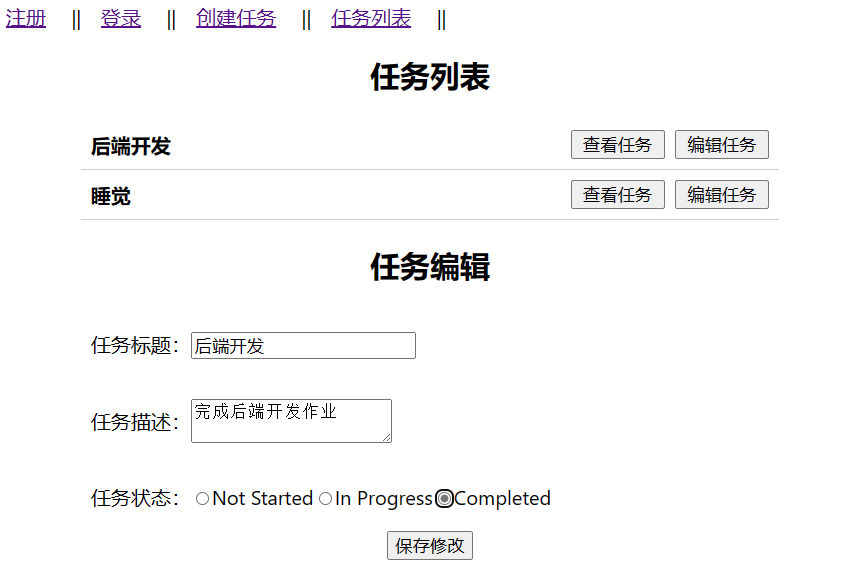 注册 || 登录 || 创建任务 || 任务列表 ||
任务列表
后端开发 查看任务 编辑任务
睡觉 查看任务 编辑任务
任务编辑
任务标题： 后端开发
任务描述： 完成后端开发作业
任务状态： Not Started In Progress Completed
保存修改